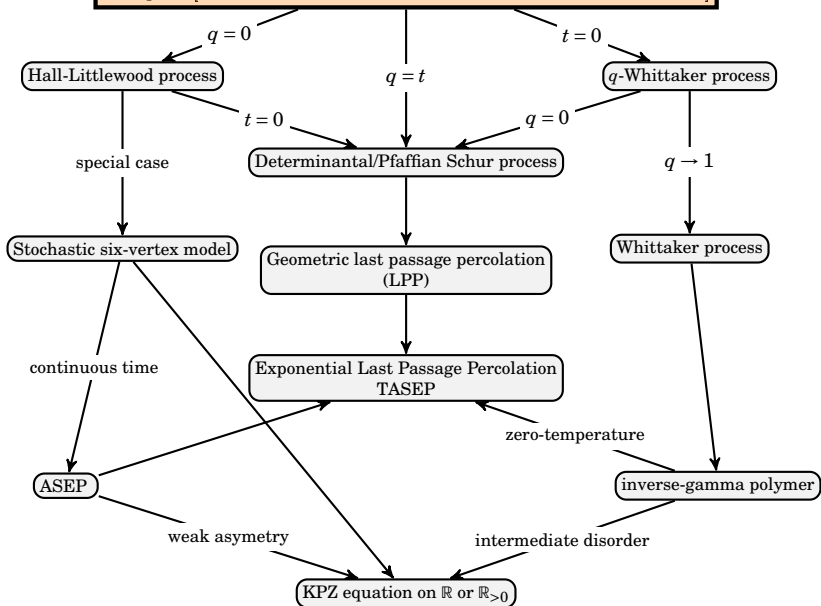 q = 0
t = 0
Hall-Littlewood process
q = t
q-Whittaker process
t = 0
q = 0
Determinantal/Pfaffian Schur process
special case
q → 1
Stochastic six-vertex model
Whittaker process
Geometric last passage percolation
(LPP)
continuous time
Exponential Last Passage Percolation
TASEP
zero-temperature
ASEP
inverse-gamma polymer
weak asymetry
intermediate disorder
KPZ equation on ℝ or ℝ>0